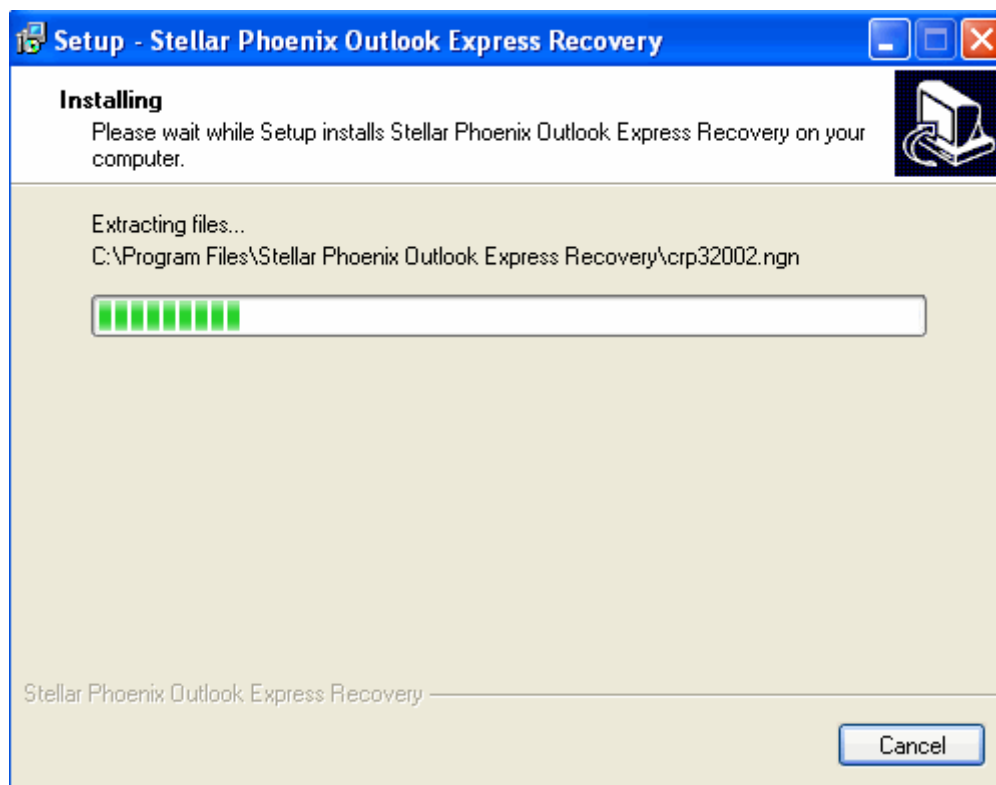 Setup - Stellar Phoenix Outlook Express Recovery
Installing
Please wait while Setup installs Stellar Phoenix Outlook Express Recovery on your
computer.
Extracting files...
C:\Program Files\Stellar Phoenix Outlook Express Recovery\crp32002.ngn
Stellar Phoenix Outlook Express Recovery
Cancel